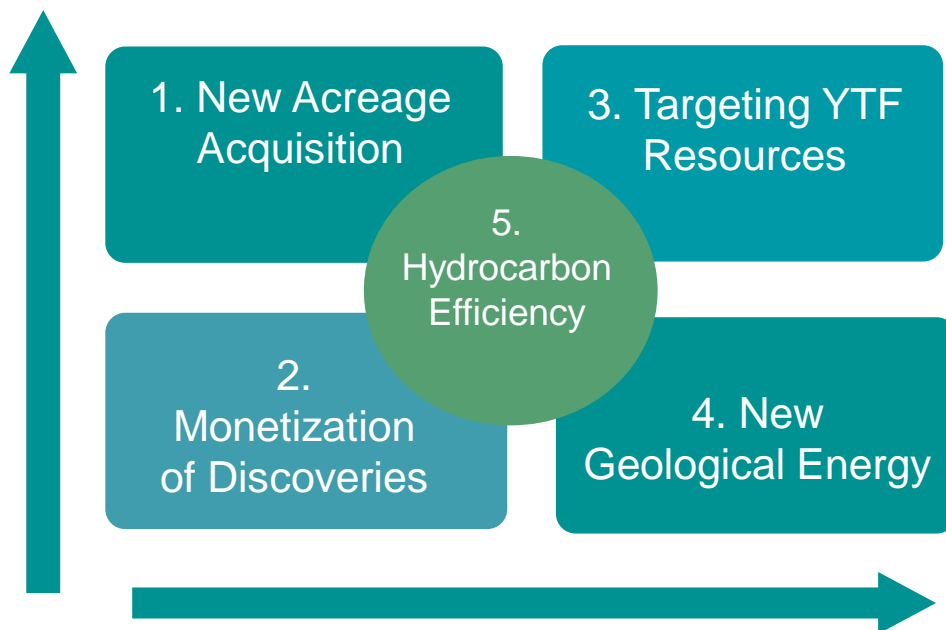 1. New Acreage
Acquisition
3. Targeting YTF
Resources
5.
Hydrocarbon
Efficiency
2.
Monetization
of Discoveries
4. New
Geological Energy